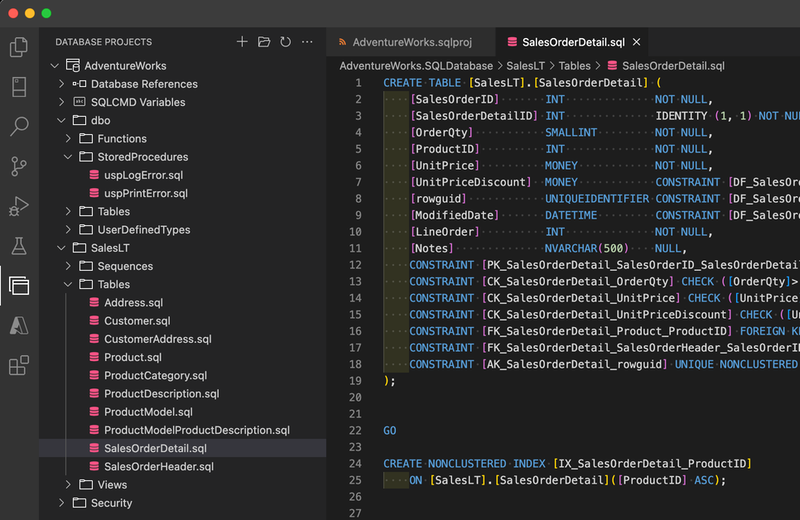 DATABASE PROJECTS
AdventureWorks
Database References
SQLCMD Variables
dbo
Functions
StoredProcedures
uspLogError.sql
uspPrintError.sql
Tables
UserDefinedTypes
SalesLT
Sequences
Tables
Address.sql
Customer.sql
CustomerAddress.sql
Product.sql
ProductCategory.sql
ProductDescription.sql
ProductModel.sql
ProductModelProductDescription.sql
SalesOrderDetail.sql
SalesOrderHeader.sql
Views
Security
AdventureWorks.sqlproj SalesOrderDetail.sql
AdventureWorks.SQLDatabase > SalesLT > Tables > SalesOrderDetail.sql
1 CREATE TABLE [SalesLT].[SalesOrderDetail] (
2 [SalesOrderID] INT NOT NULL,
3 [SalesOrderDetailID] INT IDENTITY (1, 1) NOT NUL
4 [OrderQty] SMALLINT NOT NULL,
5 [ProductID] INT NOT NULL,
6 [UnitPrice] MONEY NOT NULL,
7 [UnitPriceDiscount] MONEY CONSTRAINT [DF_SalesOr
8 [rowguid] UNIQUEIDENTIFIER CONSTRAINT [DF_SalesOr
9 [ModifiedDate] DATETIME CONSTRAINT [DF_SalesOr
10 [LineOrder] INT NOT NULL,
11 [Notes] NVARCHAR(500) NULL,
12 CONSTRAINT [PK_SalesOrderDetail_SalesOrderID_SalesOrderDetail
13 CONSTRAINT [CK_SalesOrderDetail_OrderQty] CHECK ([OrderQty]>
14 CONSTRAINT [CK_SalesOrderDetail_UnitPrice] CHECK ([UnitPrice
15 CONSTRAINT [CK_SalesOrderDetail_UnitPriceDiscount] CHECK ([Un
16 CONSTRAINT [FK_SalesOrderDetail_Product_ProductID] FOREIGN KE
17 CONSTRAINT [FK_SalesOrderDetail_SalesOrderHeader_SalesOrderID
18 CONSTRAINT [AK_SalesOrderDetail_rowguid] UNIQUE NONCLUSTERED
19 );
20
21
22 GO
23
24 CREATE NONCLUSTERED INDEX [IX_SalesOrderDetail_ProductID]
25 ON [SalesLT].[SalesOrderDetail]([ProductID] ASC);
26
27